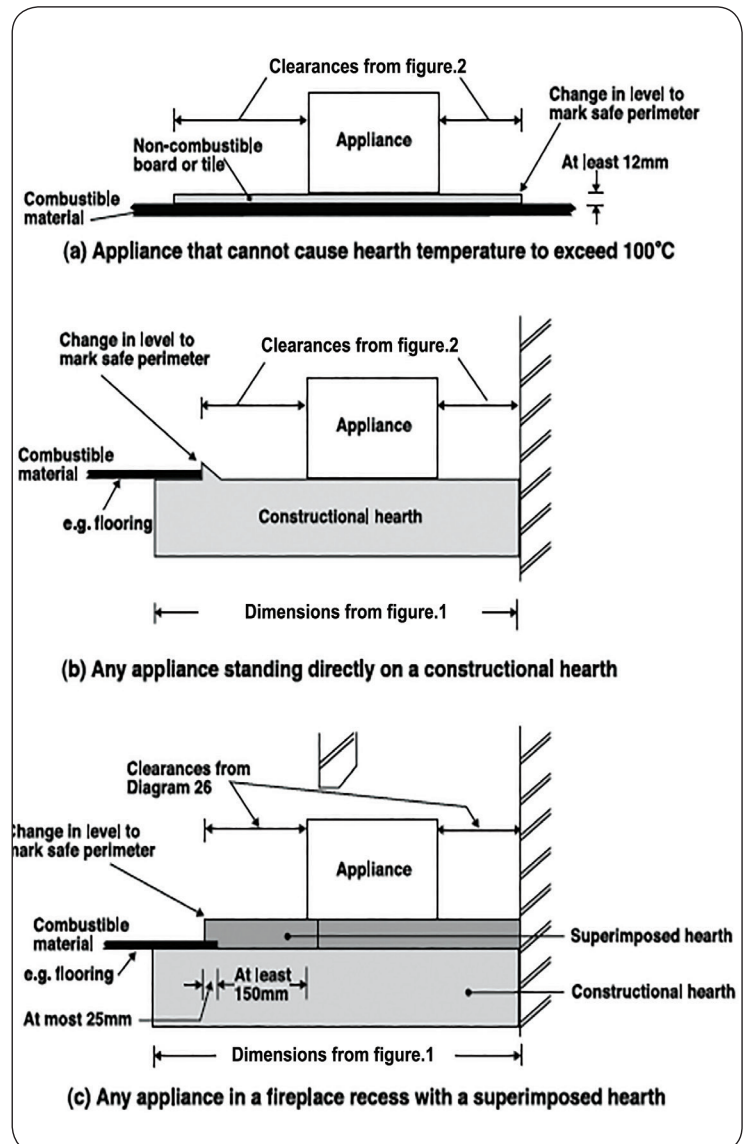 Clearances from figure.2
Change in level to
mark safe perimeter
Appliance
Non-combustible
board or tile
At least 12mm
Combustible
material
(a) Appliance that cannot cause hearth temperature to exceed 100°C
Change in level to
mark safe perimeter
Clearances from figure.2
Appliance
Combustible
material
e.g. flooring
Constructional hearth
Dimensions from figure.1
(b) Any appliance standing directly on a constructional hearth
Clearances from
Diagram 26
Change in level to
mark safe perimeter
Appliance
Combustible
material
Superimposed hearth
e.g. flooring
At least
150mm
Constructional hearth
At most 25mm
Dimensions from figure.1
(c) Any appliance in a fireplace recess with a superimposed hearth